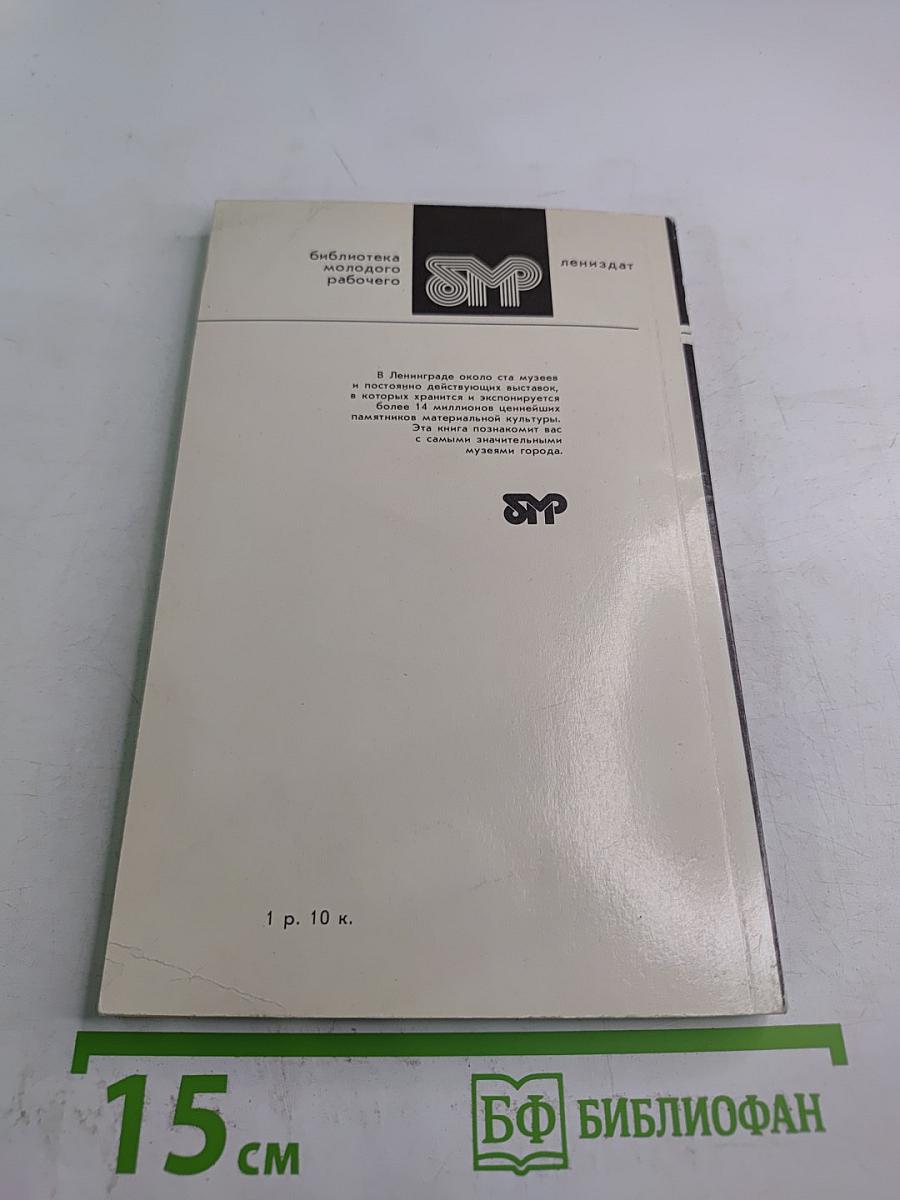 библиотека
молодого
рабочего
бмр
лениздат
В Ленинграде около ста музеев
и постоянно действующих выставок,
в которых хранится и экспонируется
более 14 миллионов ценнейших
памятников материальной культуры.
Эта книга познакомит вас
с самыми значительными
музеями города.
бмр
1 р. 10 к.
15 см
БФ БИБЛИОФАН